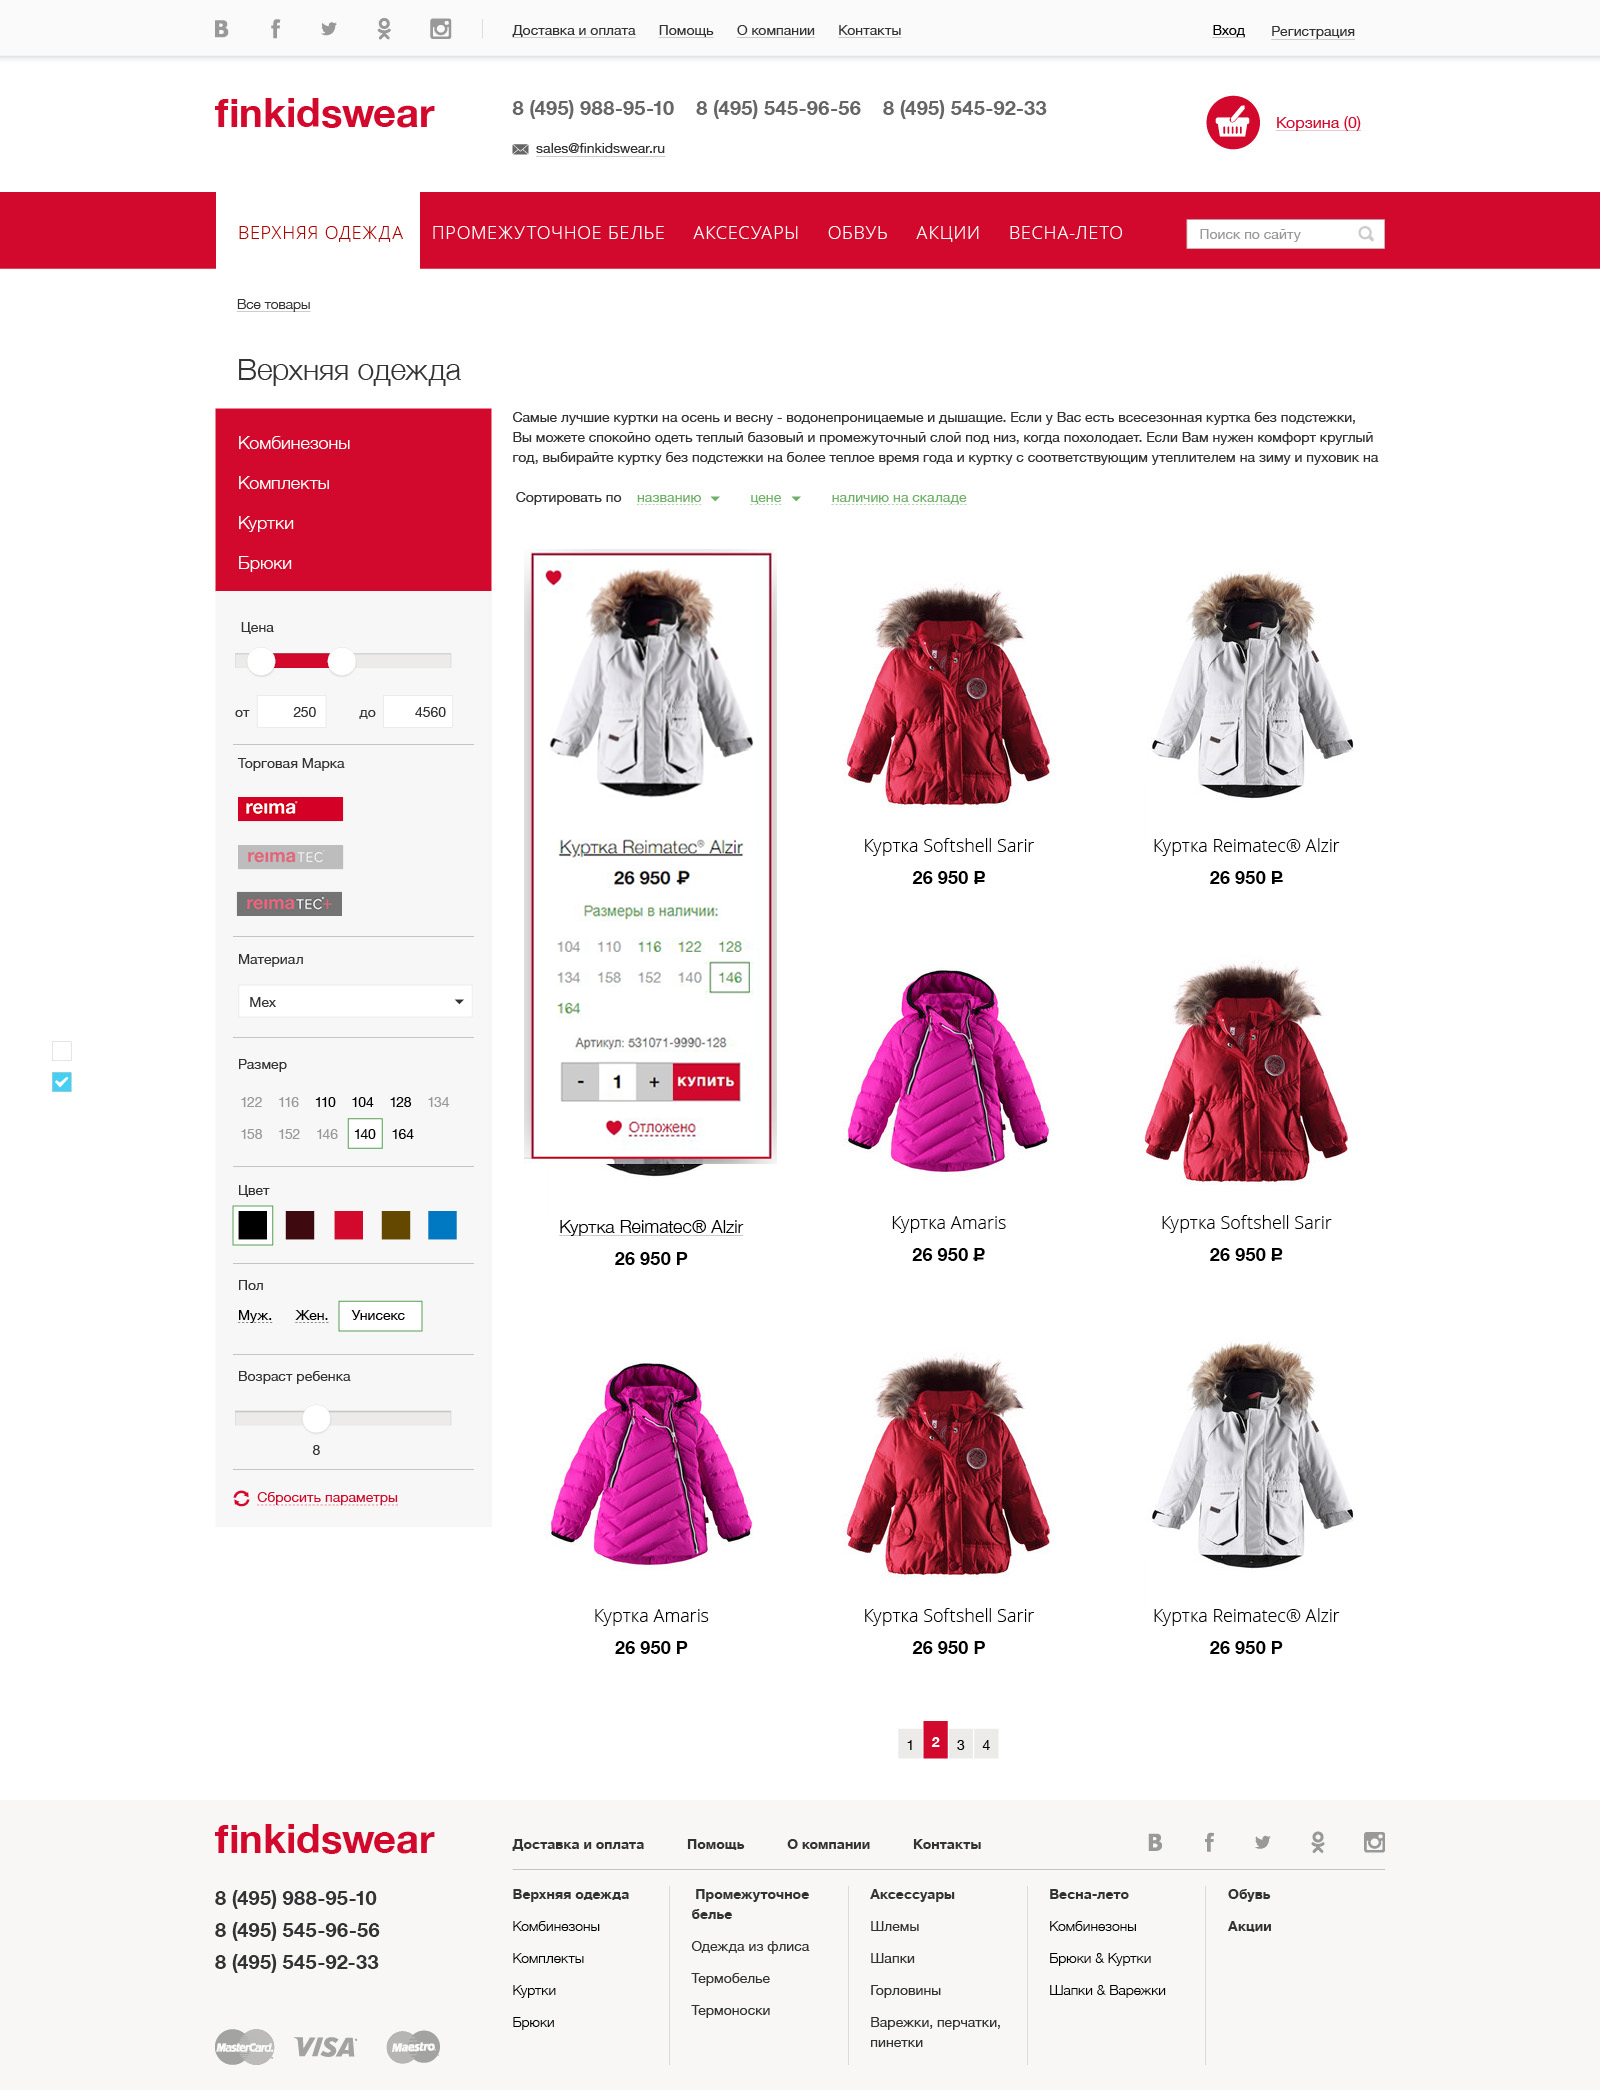 Доставка и оплата Помощь О компании Контакты Вход Регистрация
finkidswear
8 (495) 988-95-10 8 (495) 545-96-56 8 (495) 545-92-33
sales@finkidswear.ru
Корзина (0)
ВЕРХНЯЯ ОДЕЖДА ПРОМЕЖУТОЧНОЕ БЕЛЬЕ АКСЕСУАРЫ ОБВУЬ АКЦИИ ВЕСНА-ЛЕТО
Поиск по сайту
Все товары
Верхняя одежда
Комбинезоны
Комплекты
Куртки
Брюки
Цена
от 250 до 4560
Торговая Марка
reima
reimaTEC
reimaTEC+
Материал
Мех
Размер
122 116 110 104 128 134
158 152 146 140 164
Цвет
Пол
Муж. Жен. Унисекс
Возраст ребенка
8
Сбросить параметры
Самые лучшие куртки на осень и весну - водонепроницаемые и дышащие. Если у Вас есть всесезонная куртка без подстежки,
Вы можете спокойно одеть теплый базовый и промежуточный слой под низ, когда похолодает. Если Вам нужен комфорт круглый
год, выбирайте куртку без подстежки на более теплое время года и куртку с соответствующим утеплителем на зиму и пуховик на
Сортировать по названию цене наличию на скаладе
Куртка Reimatec® Alzir
26 950 ₽
Размеры в наличии:
104 110 116 122 128
134 158 152 140 146
164
Артикул: 531071-9990-128
- 1 + КУПИТЬ
Отложено
Куртка Softshell Sarir
26 950 ₽
Куртка Reimatec® Alzir
26 950 ₽
Куртка Reimatec® Alzir
26 950 Р
Куртка Amaris
26 950 ₽
Куртка Softshell Sarir
26 950 ₽
Куртка Amaris
26 950 Р
Куртка Softshell Sarir
26 950 Р
Куртка Reimatec® Alzir
26 950 Р
1 2 3 4
finkidswear
8 (495) 988-95-10
8 (495) 545-96-56
8 (495) 545-92-33
MasterCard. VISA Maestro
Доставка и оплата Помощь О компании Контакты
Верхняя одежда
Комбинезоны
Комплекты
Куртки
Брюки
Промежуточное
белье
Одежда из флиса
Термобелье
Термоноски
Аксессуары
Шлемы
Шапки
Горловины
Варежки, перчатки,
пинетки
Весна-лето
Комбинезоны
Брюки & Куртки
Шапки & Варежки
Обувь
Акции